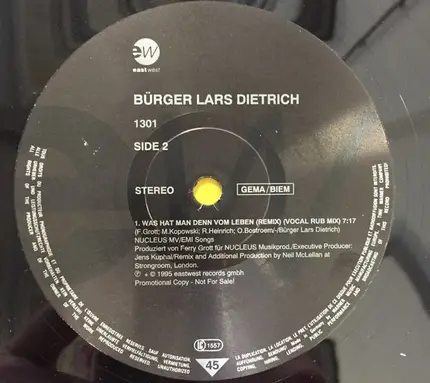 ew
eastwest
BÜRGER LARS DIETRICH
1301
SIDE 2
STEREO
GEMA/BIEM
1. WAS HAT MAN DENN VOM LEBEN (REMIX) (VOCAL RUB MIX) 7:17
(F.Grott/ M.Kopowski/ R.Heinrich; O.Bostroem/-/Bürger Lars Dietrich)
NUCLEUS MV/EMI Songs
Produziert von Ferry Grott für NUCLEUS Musikprod./Executive Producer:
Jens Kuphal/Remix and Additional Production by Neil McLellan at
Strongroom, London.
℗ + © 1995 eastwest records gmbh
Promotional Copy - Not For Sale!
LC 1557
45